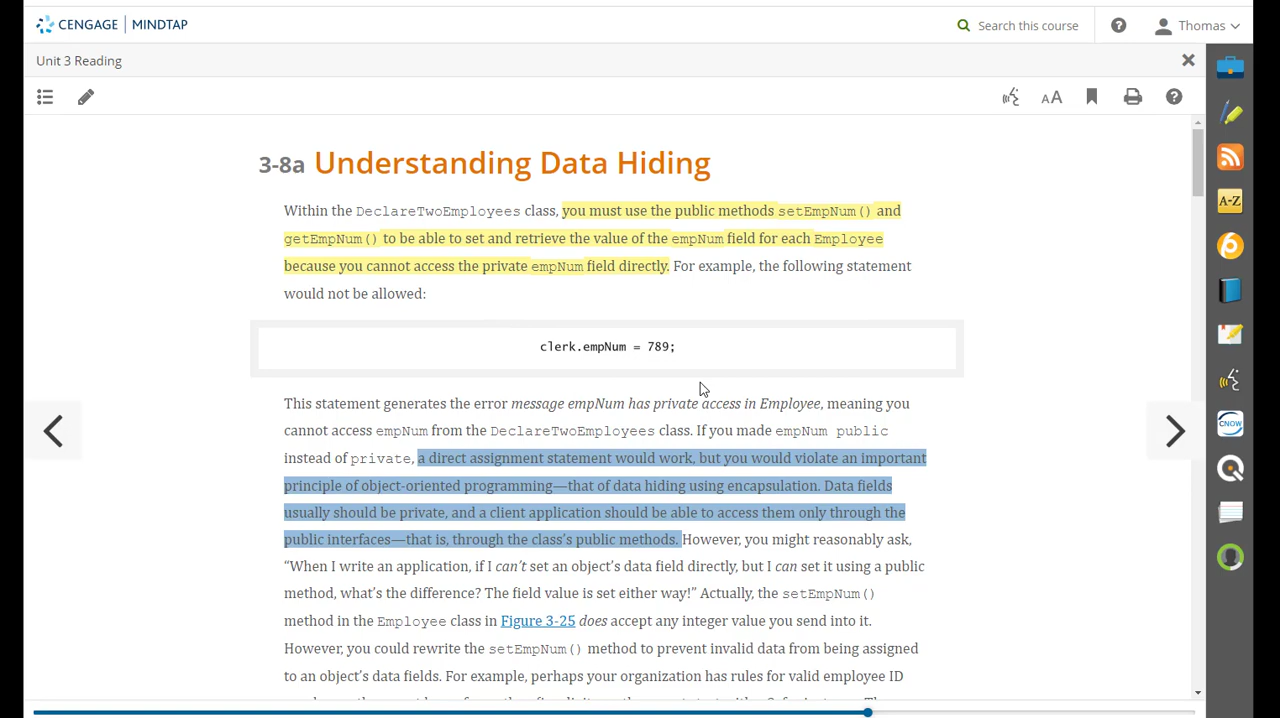 CENGAGE | MINDTAP
Search this course
Thomas
Unit 3 Reading
AA
3-8a Understanding Data Hiding
Within the DeclareTwoEmployees class, you must use the public methods setEmpNum() and
getEmpNum() to be able to set and retrieve the value of the empNum field for each Employee
because you cannot access the private empNum field directly. For example, the following statement
would not be allowed:
clerk.empNum = 789;
This statement generates the error message empNum has private access in Employee, meaning you
cannot access empNum from the DeclareTwoEmployees class. If you made empNum public
instead of private, a direct assignment statement would work, but you would violate an important
principle of object-oriented programming—that of data hiding using encapsulation. Data fields
usually should be private, and a client application should be able to access them only through the
public interfaces—that is, through the class’s public methods. However, you might reasonably ask,
“When I write an application, if I can’t set an object’s data field directly, but I can set it using a public
method, what’s the difference? The field value is set either way!” Actually, the setEmpNum()
method in the Employee class in Figure 3-25 does accept any integer value you send into it.
However, you could rewrite the setEmpNum() method to prevent invalid data from being assigned
to an object’s data fields. For example, perhaps your organization has rules for valid employee ID
A-Z
CNOW